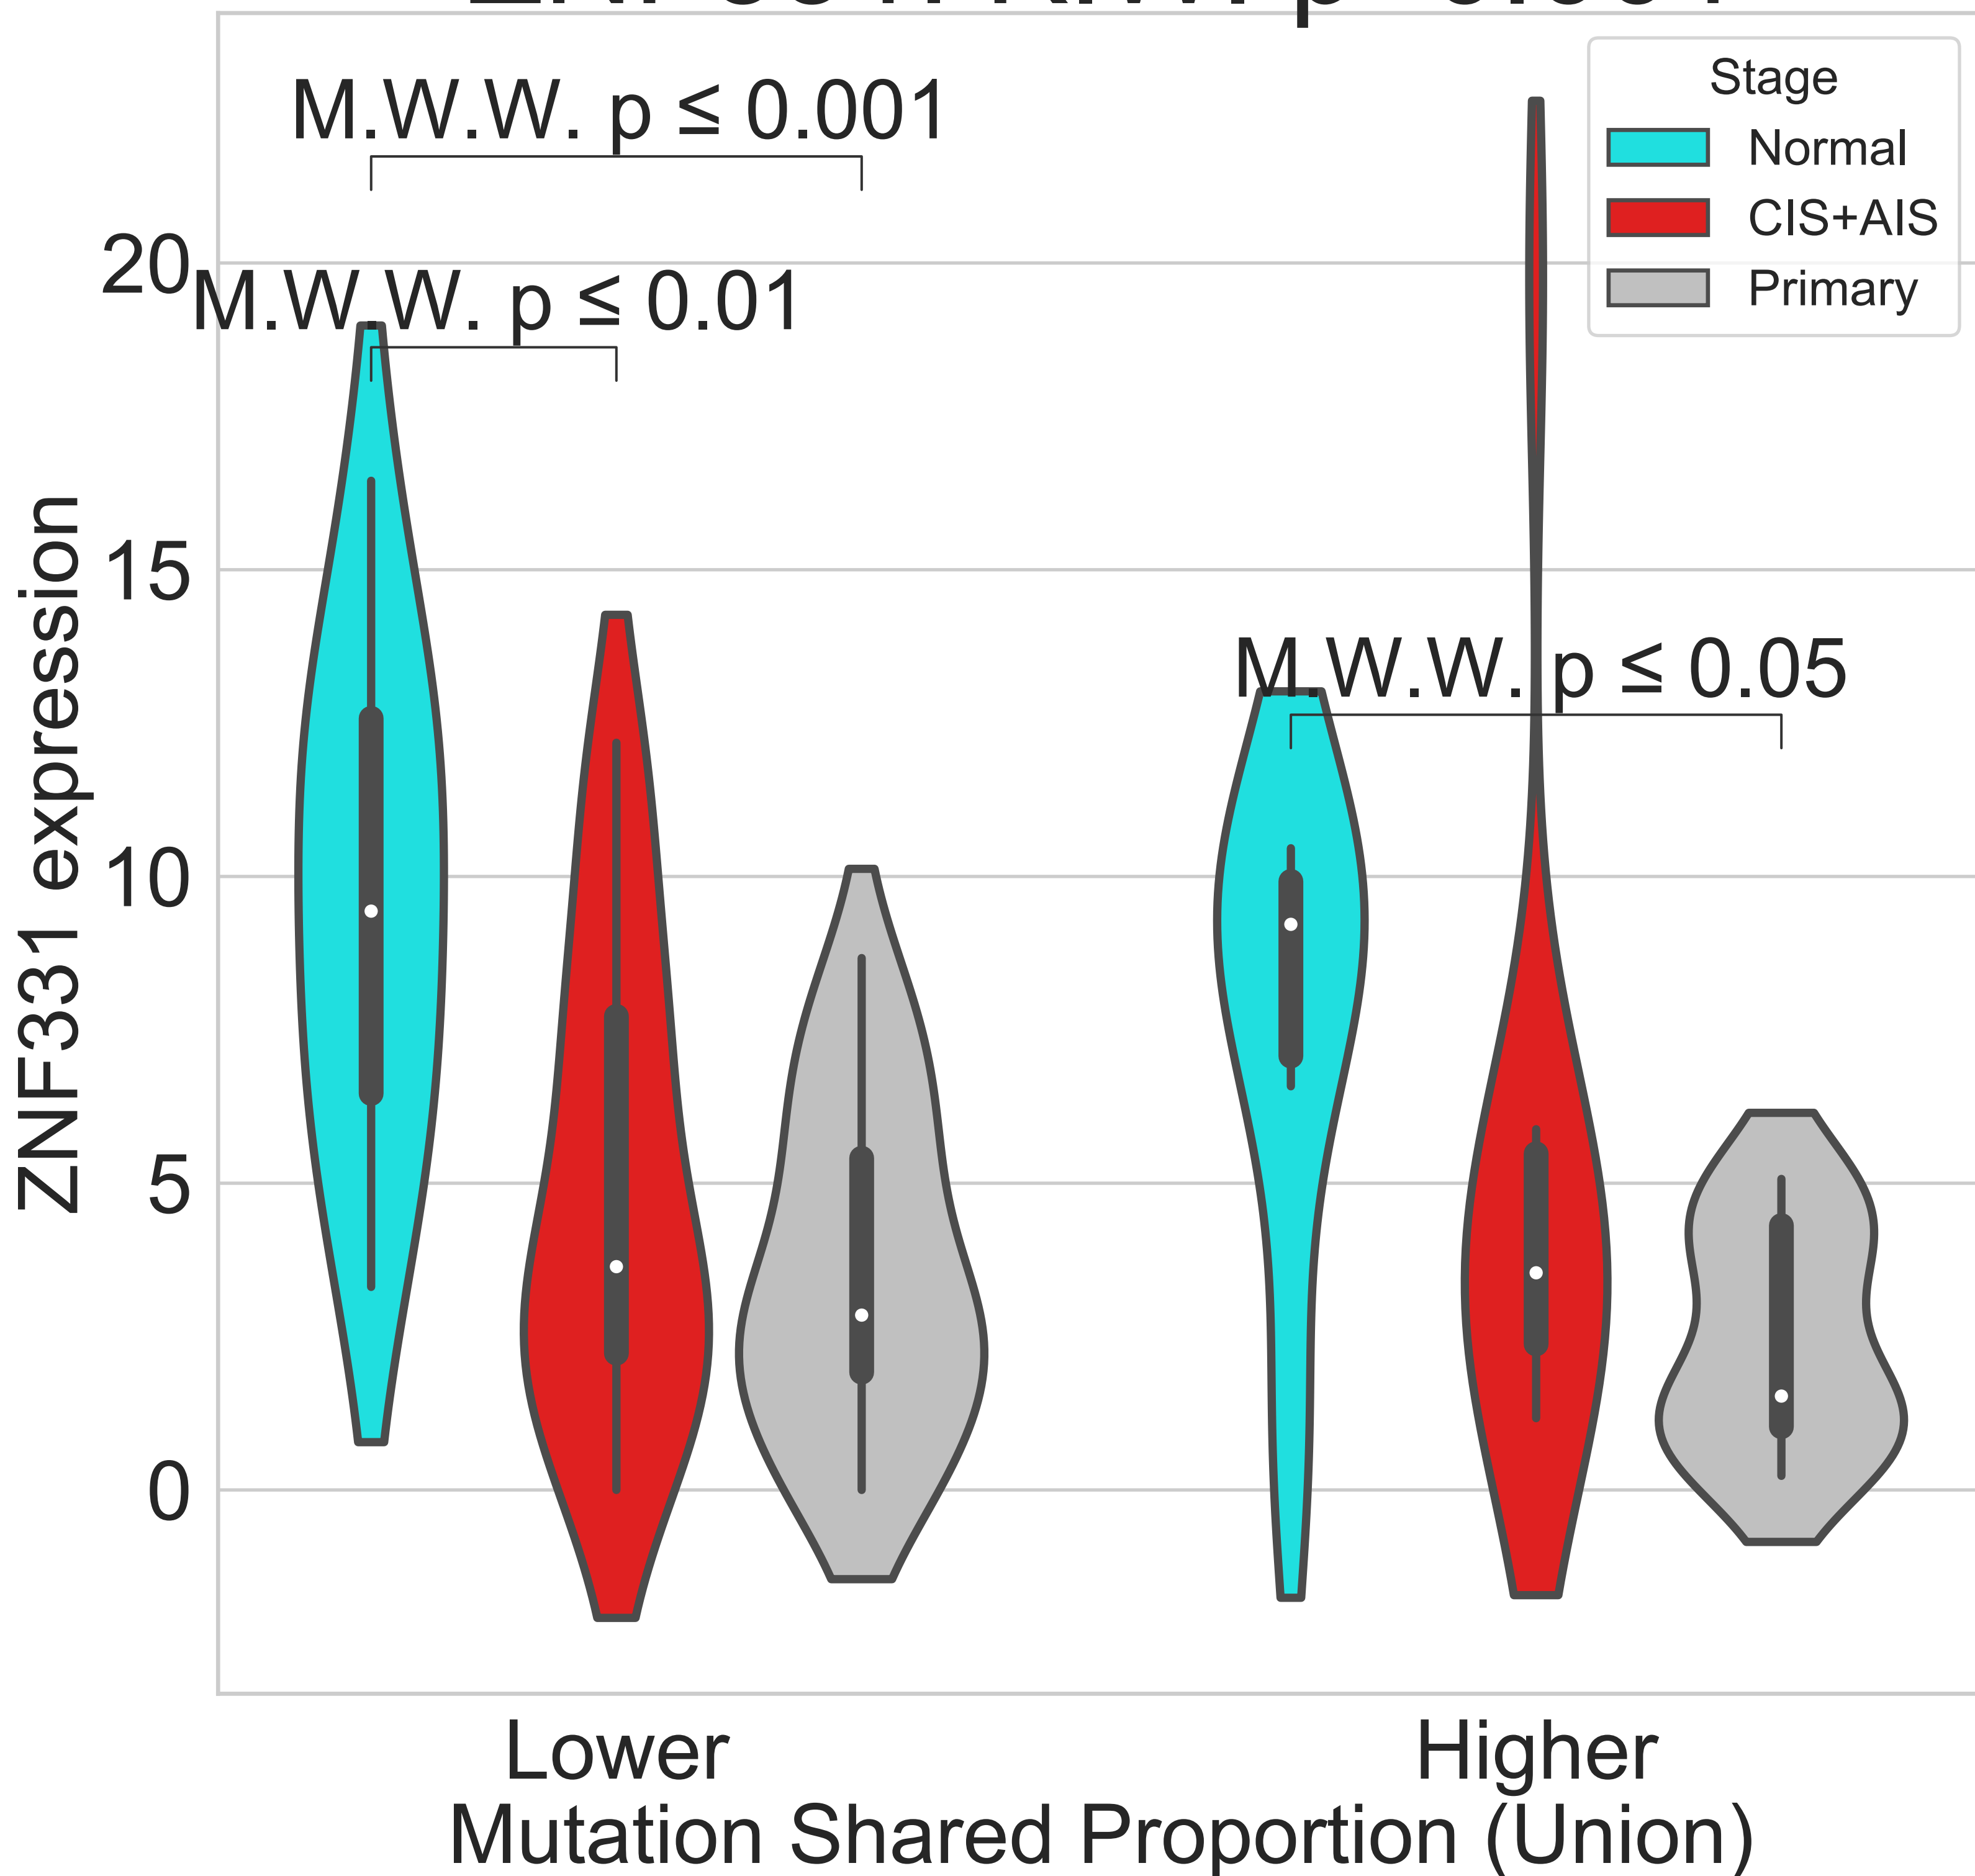 M.W.W. p ≤ 0.001
Stage
Normal
CIS+AIS
Primary
M.W.W. p ≤ 0.01
M.W.W. p ≤ 0.05
20
15
10
5
0
ZNF331 expression
Lower
Higher
Mutation Shared Proportion (Union)